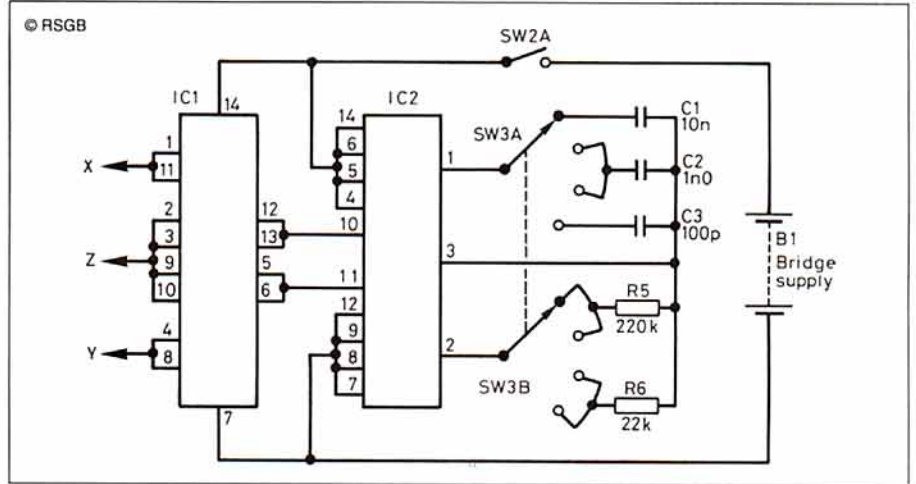 © RSGB
SW2A
IC1
14
IC2
1
11
X
2
3
Z
9
10
4
Y
8
7
12
13
5
6
14
6
5
4
10
11
12
9
8
7
1
3
2
SW3A
C1
10n
C2
1n0
C3
100p
B1
Bridge
supply
R5
220k
SW3B
R6
22k